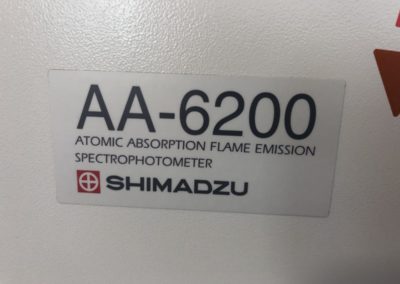 AA-6200
ATOMIC ABSORPTION FLAME EMISSION
SPECTROPHOTOMETER
SHIMADZU